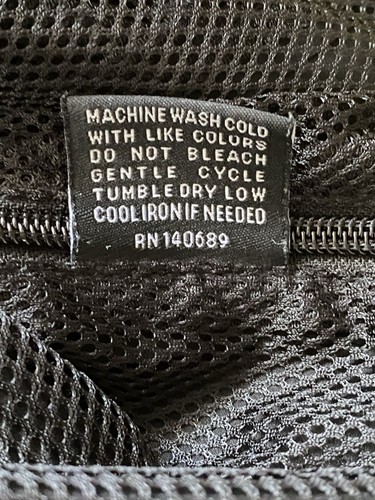 MACHINE WASH COLD
WITH LIKE COLORS
DO NOT BLEACH
GENTLE CYCLE
TUMBLE DRY LOW
COOL IRON IF NEEDED
RN 140689